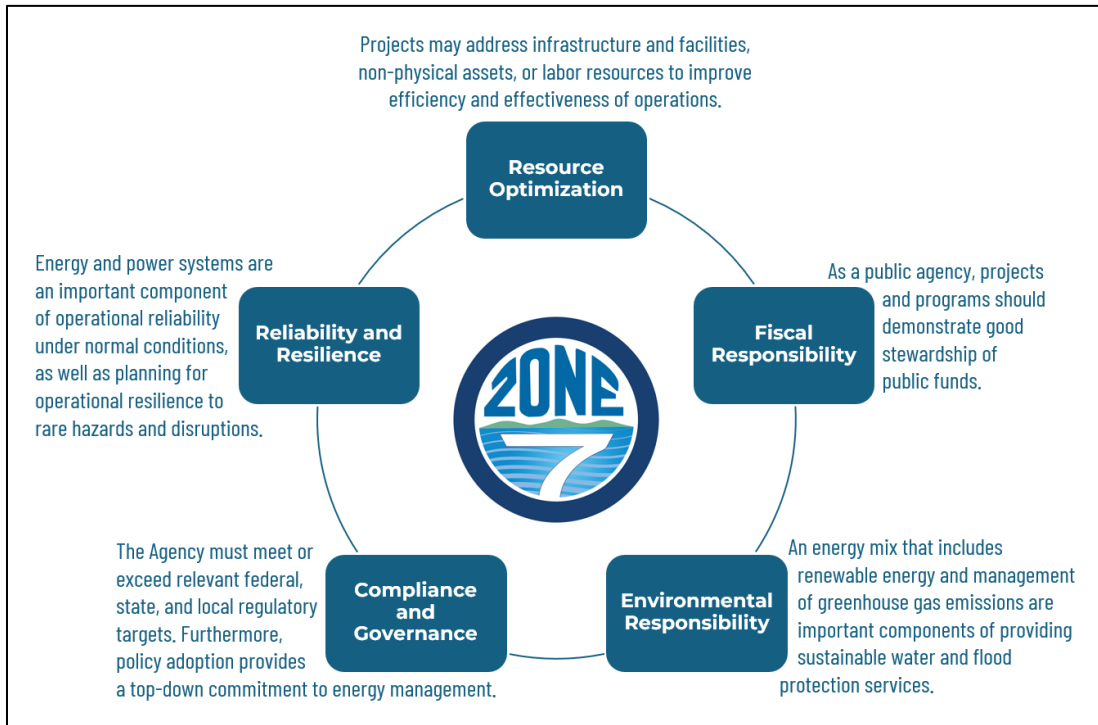 Projects may address infrastructure and facilities,
non-physical assets, or labor resources to improve
efficiency and effectiveness of operations.
Resource
Optimization
Energy and power systems are
an important component
of operational reliability
under normal conditions,
as well as planning for
operational resilience to
rare hazards and disruptions.
Reliability and
Resilience
ZONE
7
Fiscal
Responsibility
As a public agency, projects
and programs should
demonstrate good
stewardship of
public funds.
The Agency must meet or
exceed relevant federal,
state, and local regulatory
targets. Furthermore,
policy adoption provides
a top-down commitment to energy management.
Compliance
and
Governance
Environmental
Responsibility
An energy mix that includes
renewable energy and management
of greenhouse gas emissions are
important components of providing
sustainable water and flood
protection services.